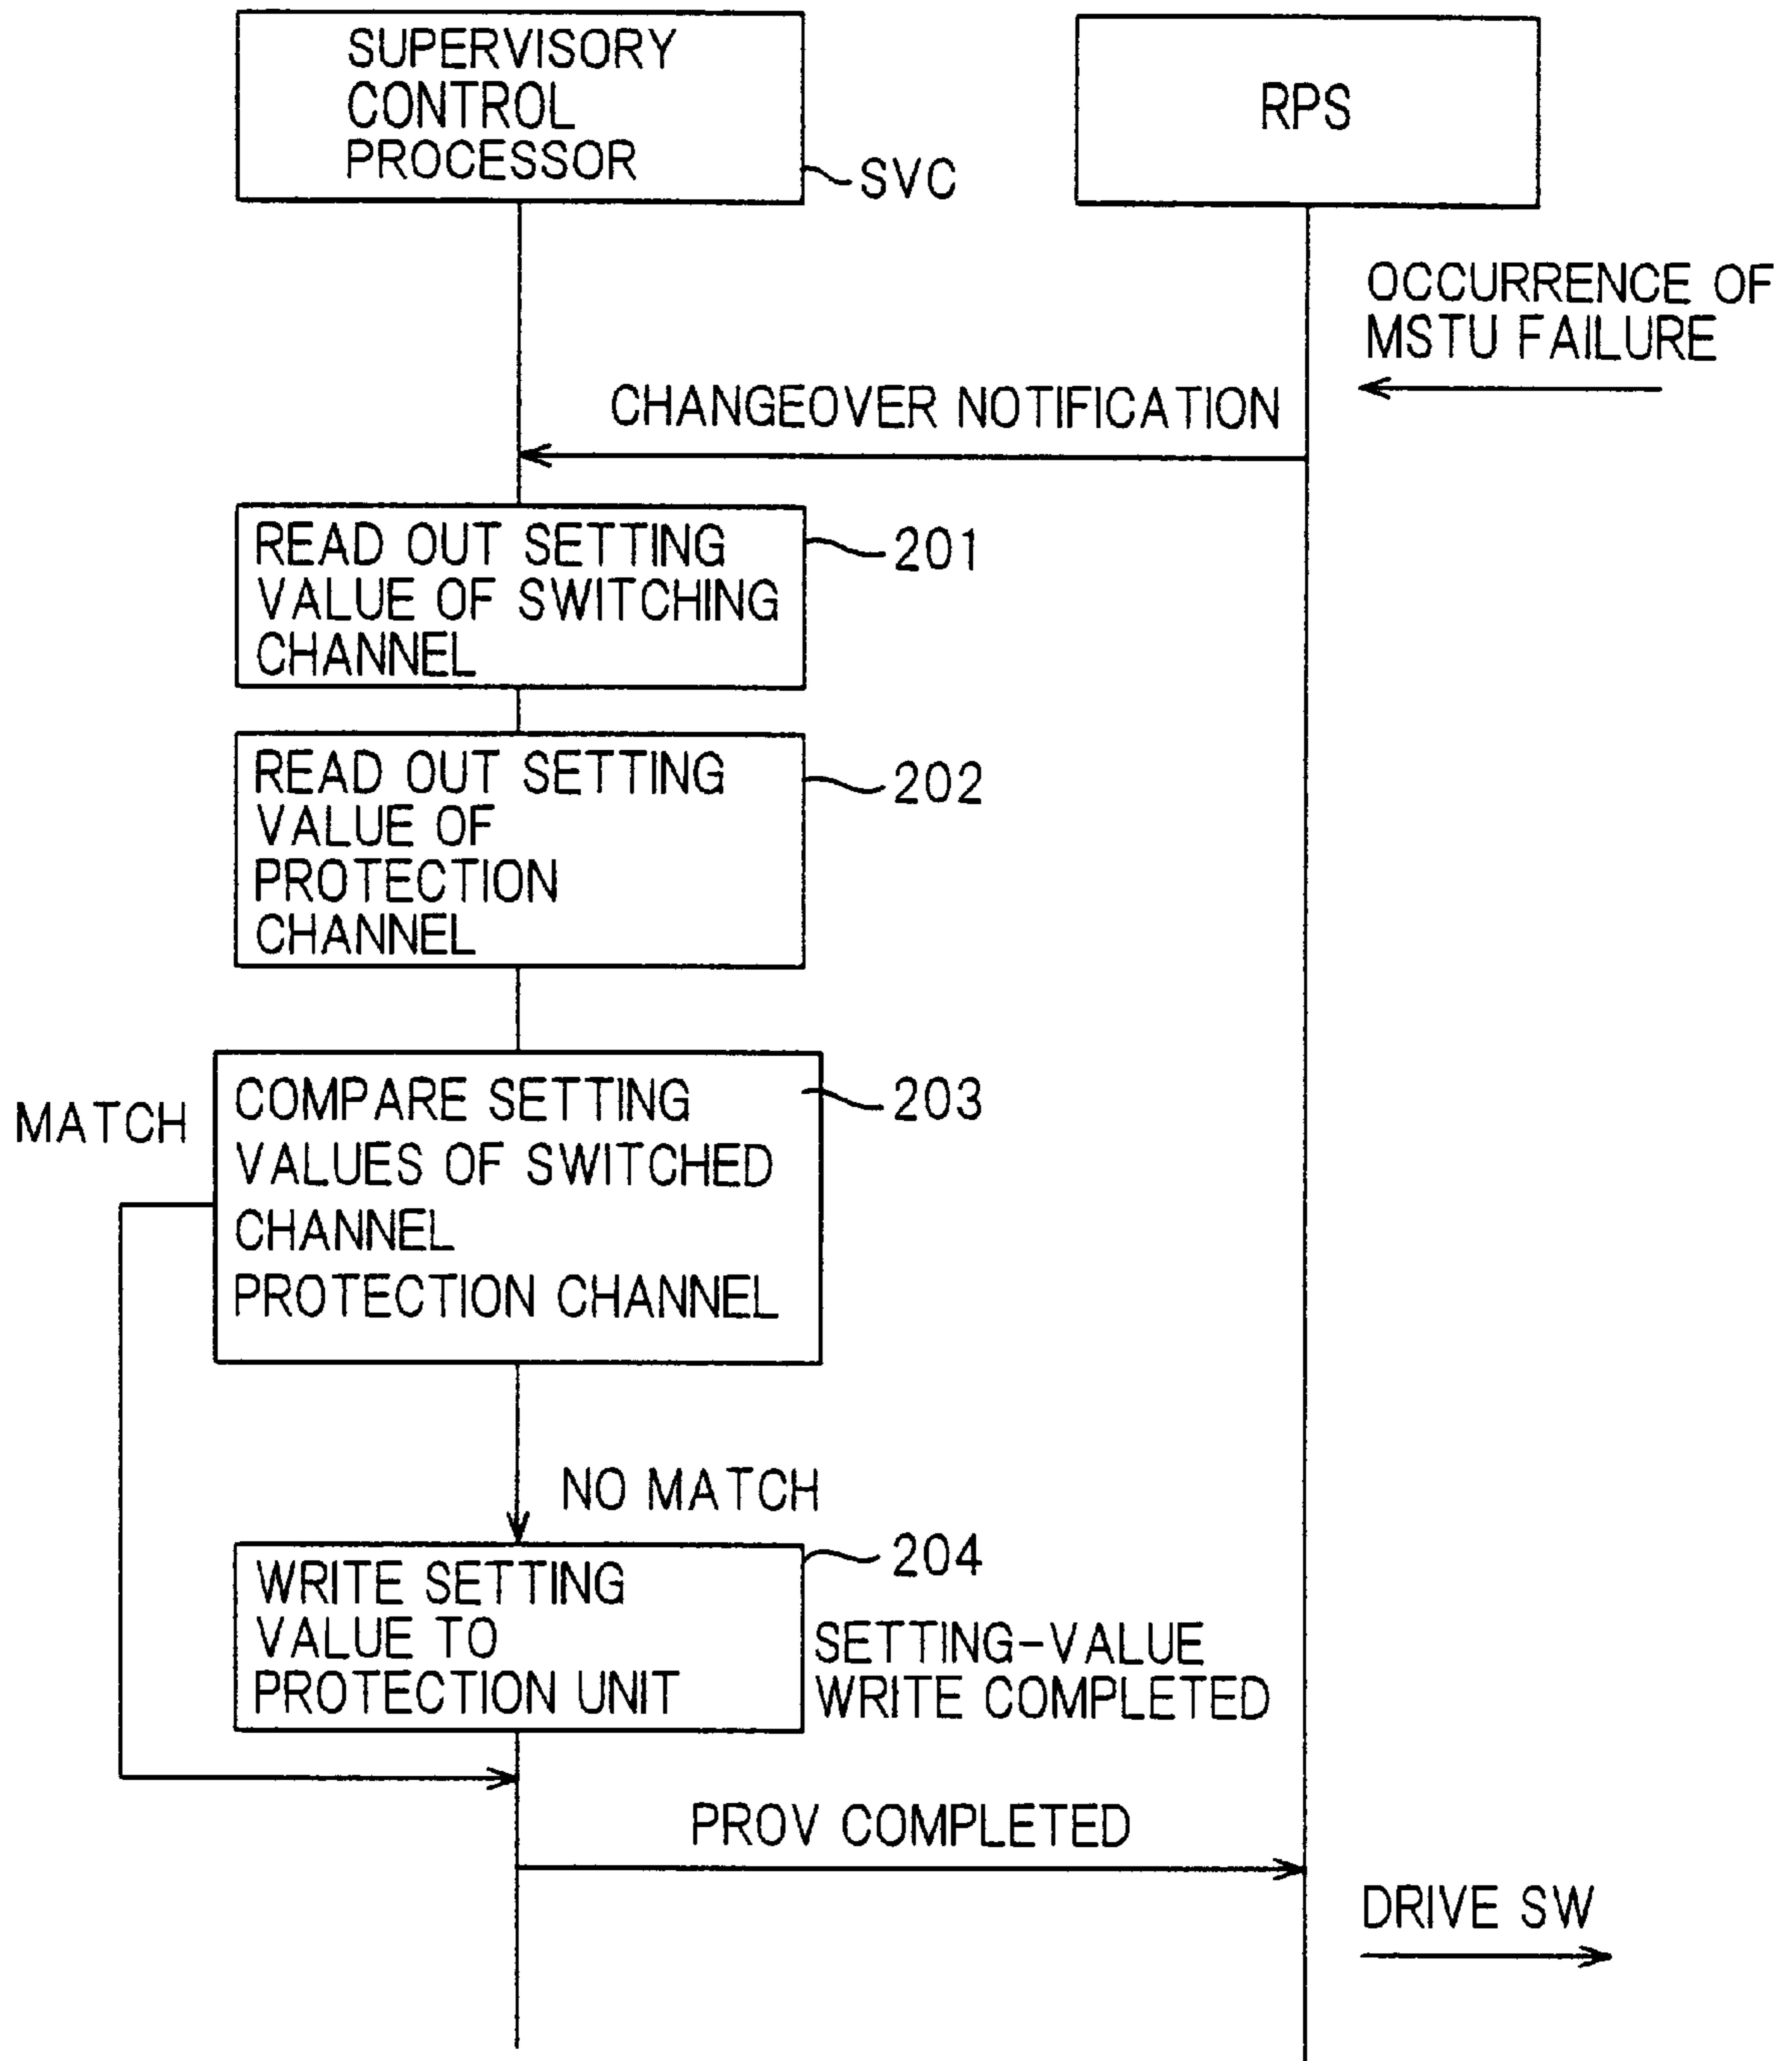 SUPERVISORY
CONTROL
PROCESSOR
SVC
RPS
OCCURRENCE OF
MSTU FAILURE
CHANGEOVER NOTIFICATION
READ OUT SETTING
VALUE OF SWITCHING
CHANNEL
201
READ OUT SETTING
VALUE OF
PROTECTION
CHANNEL
202
MATCH
COMPARE SETTING
VALUES OF SWITCHED
CHANNEL
PROTECTION CHANNEL
203
NO MATCH
WRITE SETTING
VALUE TO
PROTECTION UNIT
204
SETTING-VALUE
WRITE COMPLETED
PROV COMPLETED
DRIVE SW